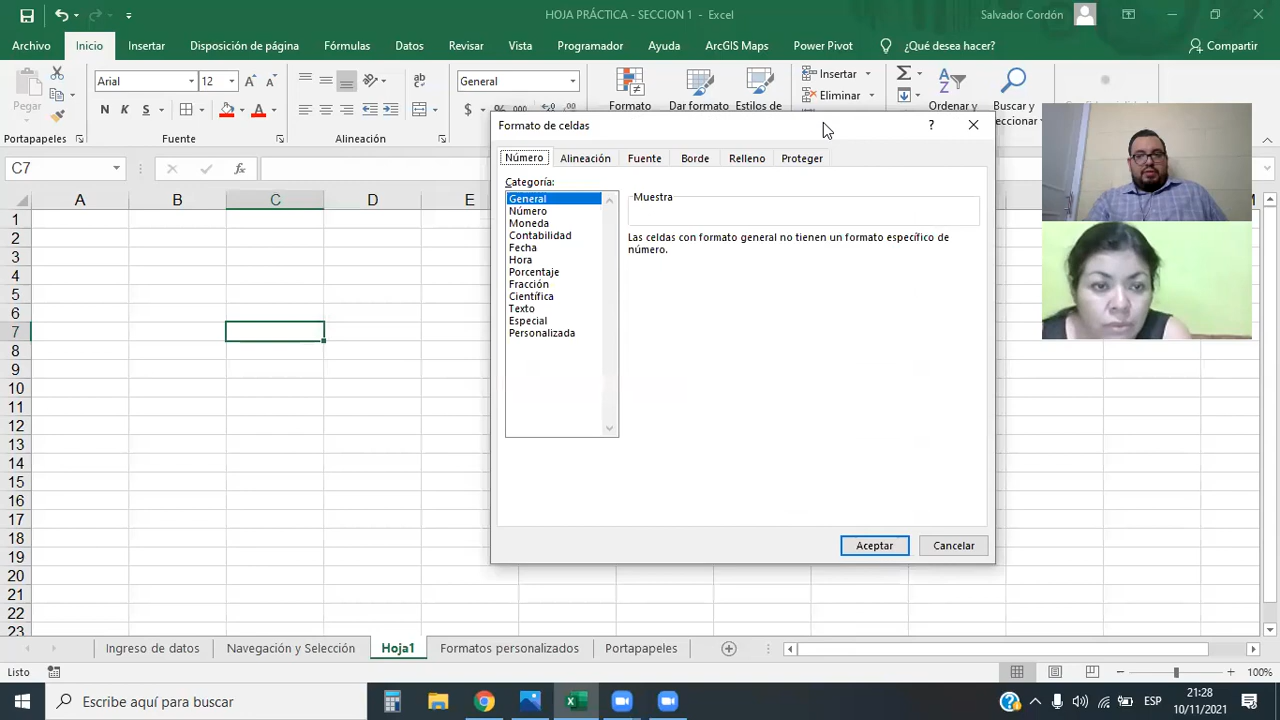 HOJA PRÁCTICA - SECCION 1 - Excel
Salvador Cordón
Archivo Inicio Insertar Disposición de página Fórmulas Datos Revisar Vista Programador Ayuda ArcGIS Maps Power Pivot ¿Qué desea hacer? Compartir
Pegar
Arial 12
N K S
General
$ %
Formato
Dar formato
Estilos de
Insertar
Eliminar
Ordenar y
Buscar y
seleccionar
Portapapeles Fuente Alineación
C7
fx
A B C D E M
1
2
3
4
5
6
7
8
9
10
11
12
13
14
15
16
17
18
19
20
21
22
23
Formato de celdas
?
Número Alineación Fuente Borde Relleno Proteger
Categoría:
General
Número
Moneda
Contabilidad
Fecha
Hora
Porcentaje
Fracción
Científica
Texto
Especial
Personalizada
Muestra
Las celdas con formato general no tienen un formato específico de
número.
Aceptar Cancelar
Ingreso de datos Navegación y Selección Hoja1 Formatos personalizados Portapapeles
Listo
100%
Escribe aquí para buscar
ESP
21:28
10/11/2021